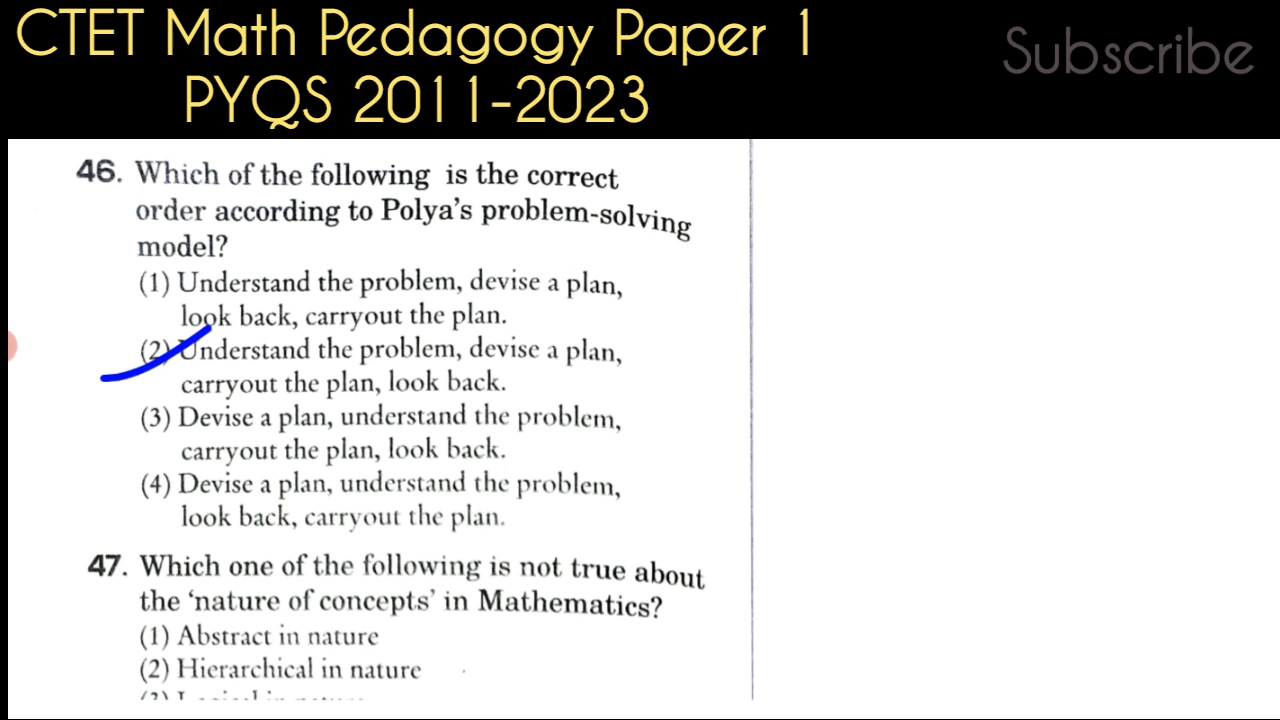 CTET Math Pedagogy Paper 1
PYQS 2011-2023
Subscribe
46. Which of the following is the correct
order according to Polya's problem-solving
model?
(1) Understand the problem, devise a plan,
look back, carryout the plan.
(2) Understand the problem, devise a plan,
carryout the plan, look back.
(3) Devise a plan, understand the problem,
carryout the plan, look back.
(4) Devise a plan, understand the problem,
look back, carryout the plan.
47. Which one of the following is not true about
the ‘nature of concepts’ in Mathematics?
(1) Abstract in nature
(2) Hierarchical in nature